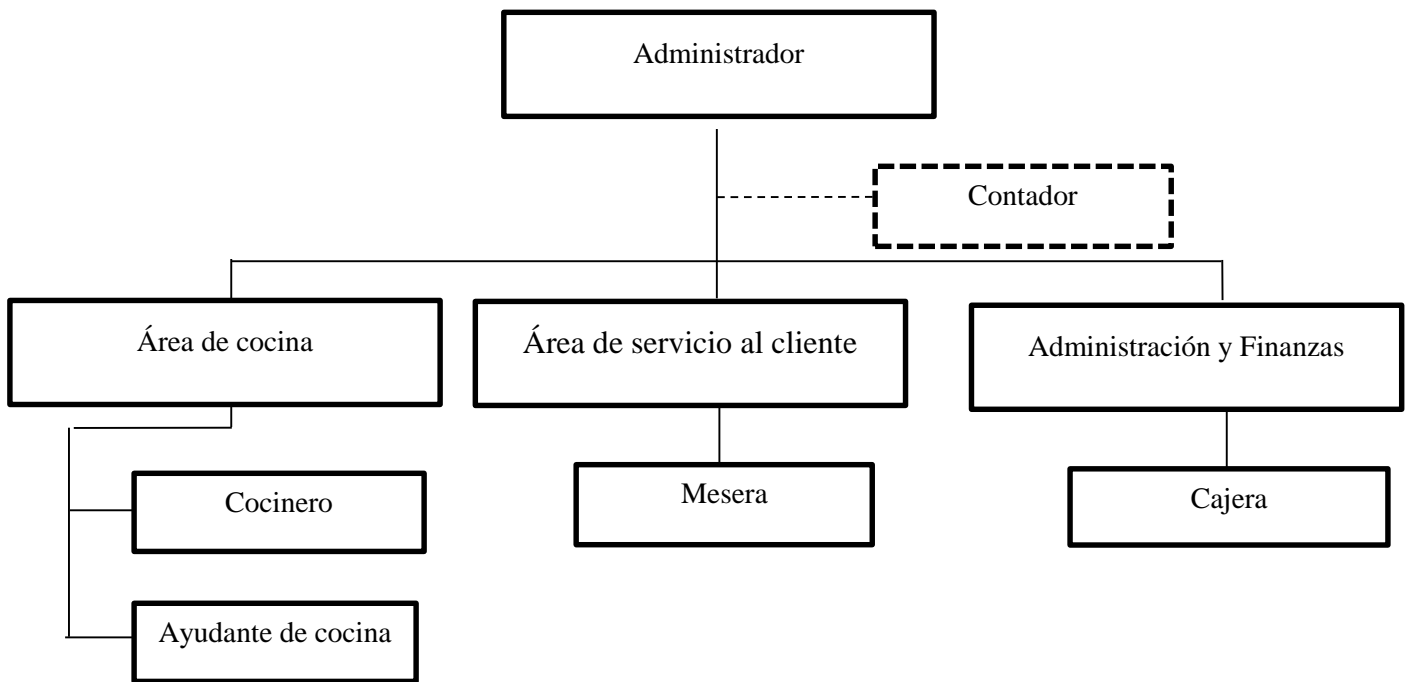 Administrador
Contador
Área de cocina
Área de servicio al cliente
Administración y Finanzas
Cocinero
Mesera
Cajera
Ayudante de cocina